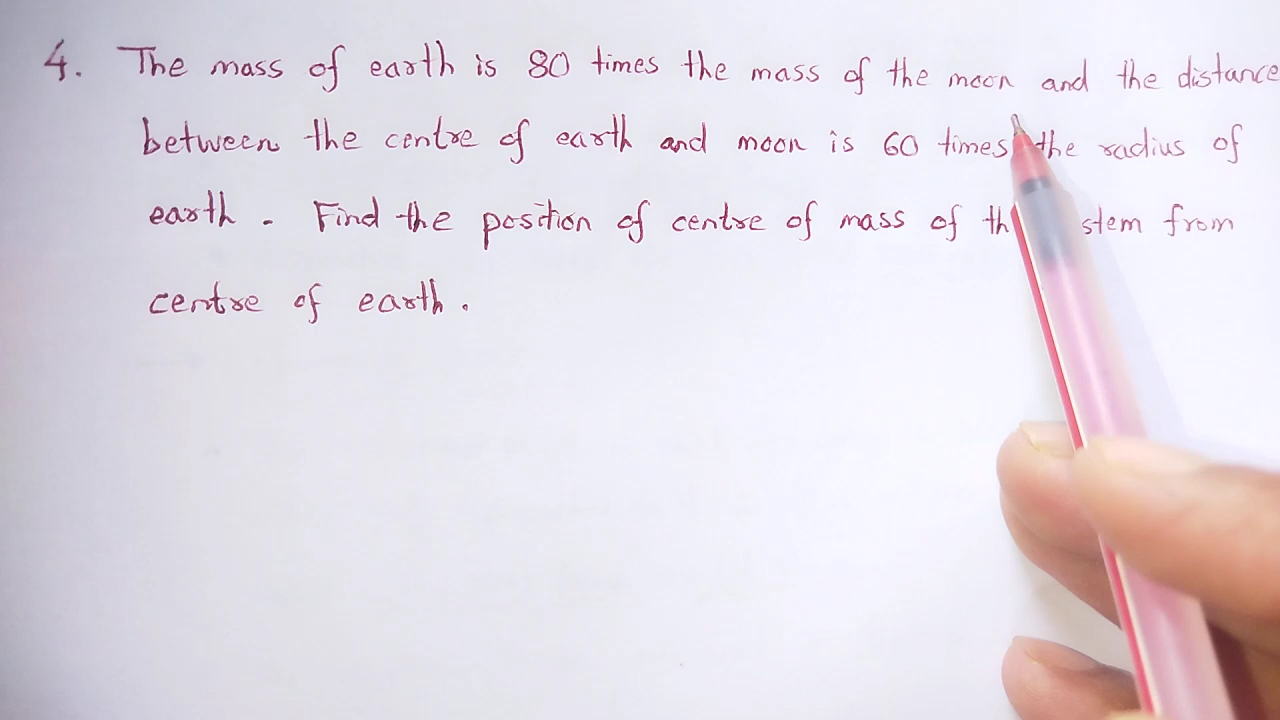 4. The mass of earth is 80 times the mass of the moon and the distance
between the centre of earth and moon is 60 times the radius of
earth. Find the position of centre of mass of from
centre of earth.